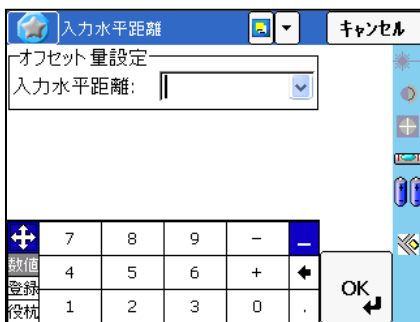 入力水平距離
キャンセル
オフセット量設定
入力水平距離:
7 8 9 -
数値 4 5 6 +
登録
役杭 1 2 3 0 .
OK